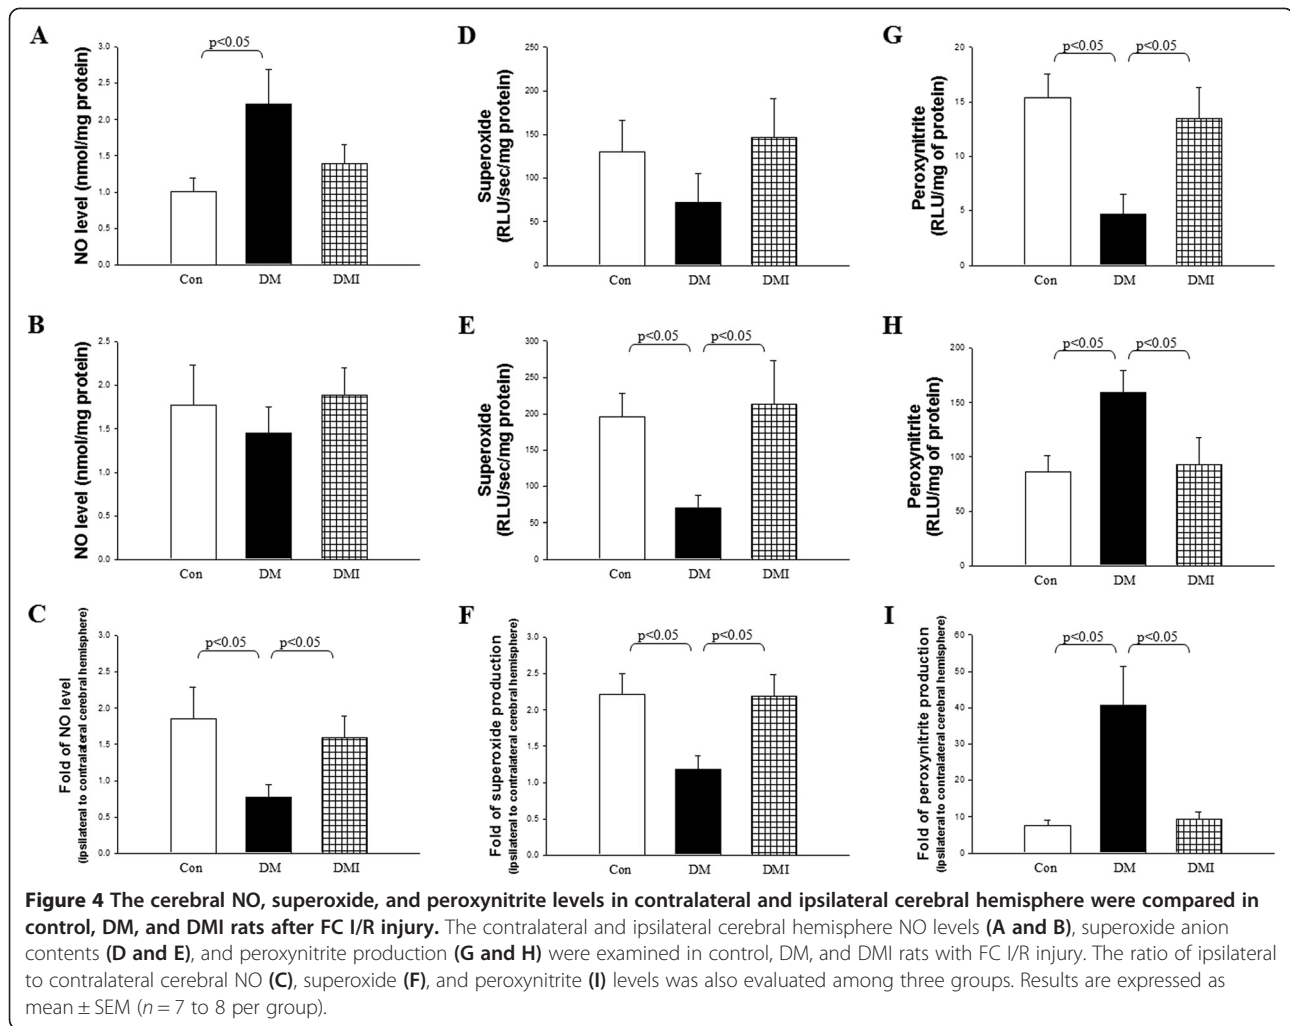 A
NO level (nmol/mg protein)
3.0
2.5
2.0
1.5
1.0
0.5
0.0
p<0.05
Con DM DMI
D
Superoxide
(RLU/sec/mg protein)
250
200
150
100
50
0
Con DM DMI
G
Peroxynitrite
(RLU/mg of protein)
20
15
10
5
0
p<0.05 p<0.05
Con DM DMI
B
NO level (nmol/mg protein)
2.5
2.0
1.5
1.0
0.5
0.0
Con DM DMI
E
Superoxide
(RLU/sec/mg protein)
300
250
200
150
100
50
0
p<0.05 p<0.05
Con DM DMI
H
Peroxynitrite
(RLU/mg of protein)
200
150
100
50
0
p<0.05 p<0.05
Con DM DMI
C
Fold of NO level
(ipsilateral to contralateral cerebral hemisphere)
3.0
2.5
2.0
1.5
1.0
0.5
0.0
p<0.05 p<0.05
Con DM DMI
F
Fold of superoxide production
(ipsilateral to contralateral cerebral hemisphere)
3.0
2.5
2.0
1.5
1.0
0.5
0.0
p<0.05 p<0.05
Con DM DMI
I
Fold of peroxynitrite production
(ipsilateral to contralateral cerebral hemisphere)
60
50
40
30
20
10
0
p<0.05 p<0.05
Con DM DMI
Figure 4 The cerebral NO, superoxide, and peroxynitrite levels in contralateral and ipsilateral cerebral hemisphere were compared in
control, DM, and DMI rats after FC I/R injury. The contralateral and ipsilateral cerebral hemisphere NO levels (A and B), superoxide anion
contents (D and E), and peroxynitrite production (G and H) were examined in control, DM, and DMI rats with FC I/R injury. The ratio of ipsilateral
to contralateral cerebral NO (C), superoxide (F), and peroxynitrite (I) levels was also evaluated among three groups. Results are expressed as
mean ± SEM (n = 7 to 8 per group).